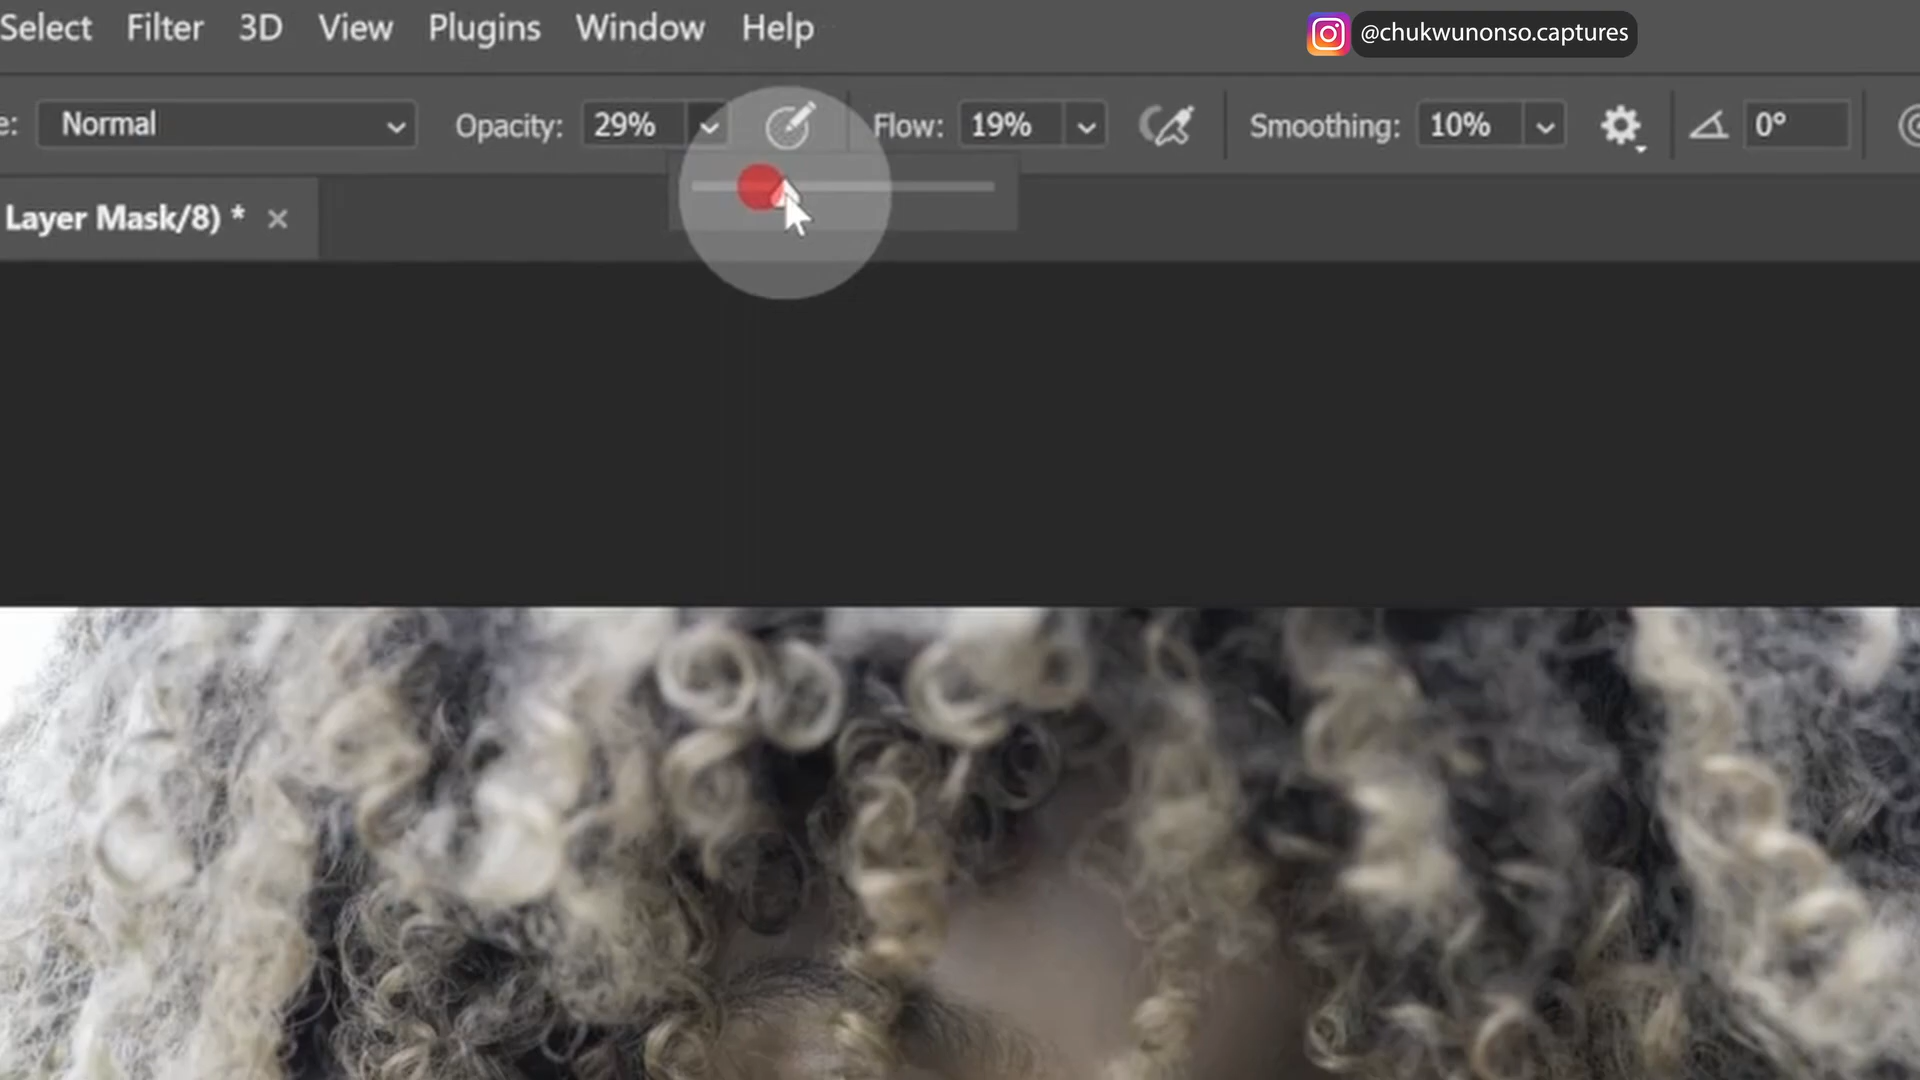 Select Filter 3D View Plugins Window Help
@chukwunonso.captures
e: Normal Opacity: 29% Flow: 19% Smoothing: 10% 0°
Layer Mask/8) * ×